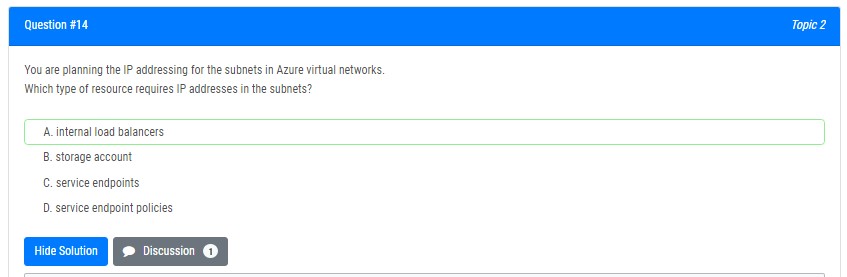 Question #14
Topic 2
You are planning the IP addressing for the subnets in Azure virtual networks.
Which type of resource requires IP addresses in the subnets?
A. internal load balancers
B. storage account
C. service endpoints
D. service endpoint policies
Hide Solution
Discussion 1